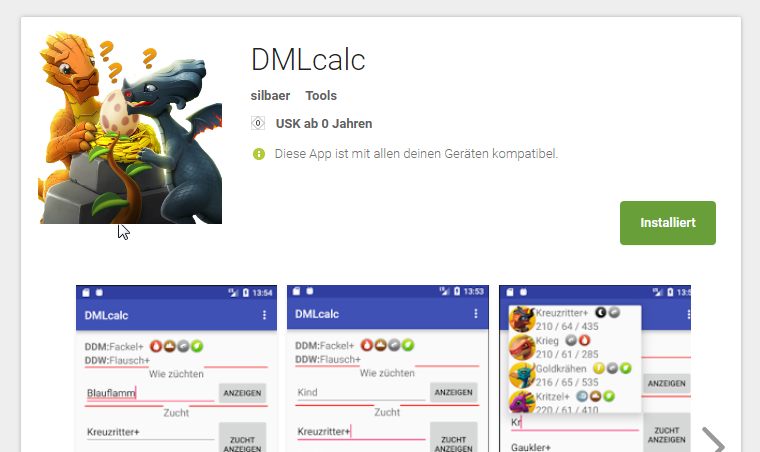 DMLcalc
silbaer Tools
0 USK ab 0 Jahren
Diese App ist mit allen deinen Geräten kompatibel.
Installiert
13:54
DMLcalc
DDM:Fackel+
DDW:Flausch+
Wie züchten
Blauflamm
ANZEIGEN
Zucht
Kreuzritter+
ZUCHT
ANZEIGEN
13:53
DMLcalc
DDM:Fackel+
DDW:Flausch+
Wie züchten
Kind
ANZEIGEN
Zucht
Kreuzritter+
ZUCHT
ANZEIGEN
13:5
Kreuzritter+
210 / 64 / 435
Krieg
210 / 61 / 285
Goldkrähen
216 / 65 / 535
Kritzel+
220 / 61 / 410
ANZEIGEN
Kr
ZUCHT
ANZEIGEN
Gaukler+